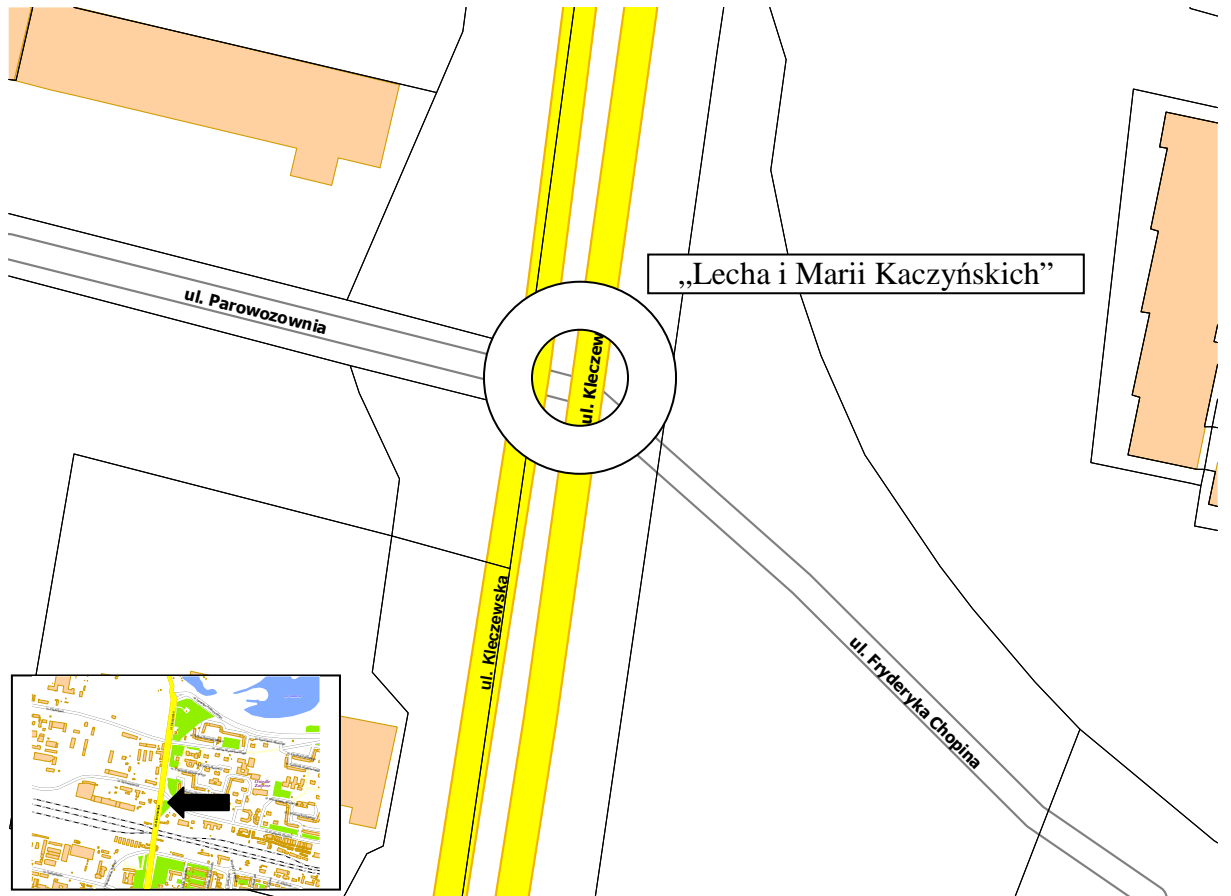 „Lecha i Marii Kaczyńskich”
ul. Parowozownia
ul. Kleczew
ul. Kleczewska
ul. Fryderyka Chopina